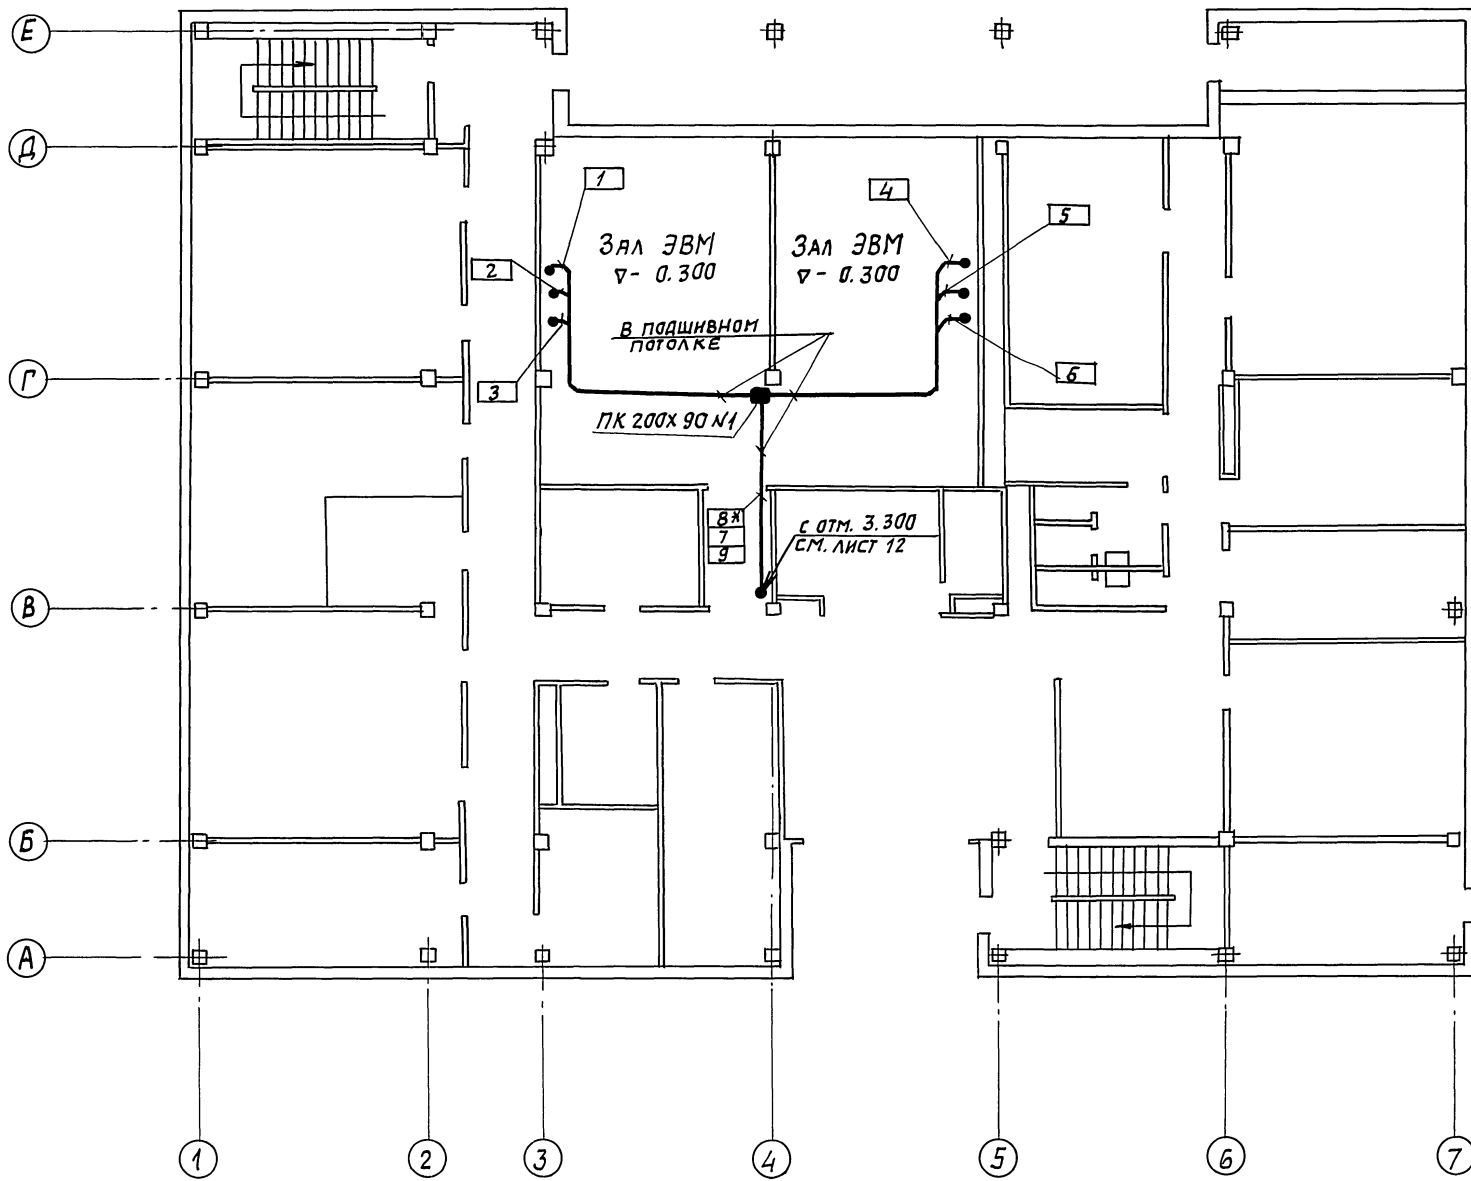 Е
Д
Г
В
Б
А
1
4
5
2
Зал ЭВМ
∇- 0.300
Зал ЭВМ
∇- 0.300
В подшивном
потолке
3
6
ПК 200х90 №1
8*
7
9
с отм. 3.300
см. лист 12
1
2
3
4
5
6
7